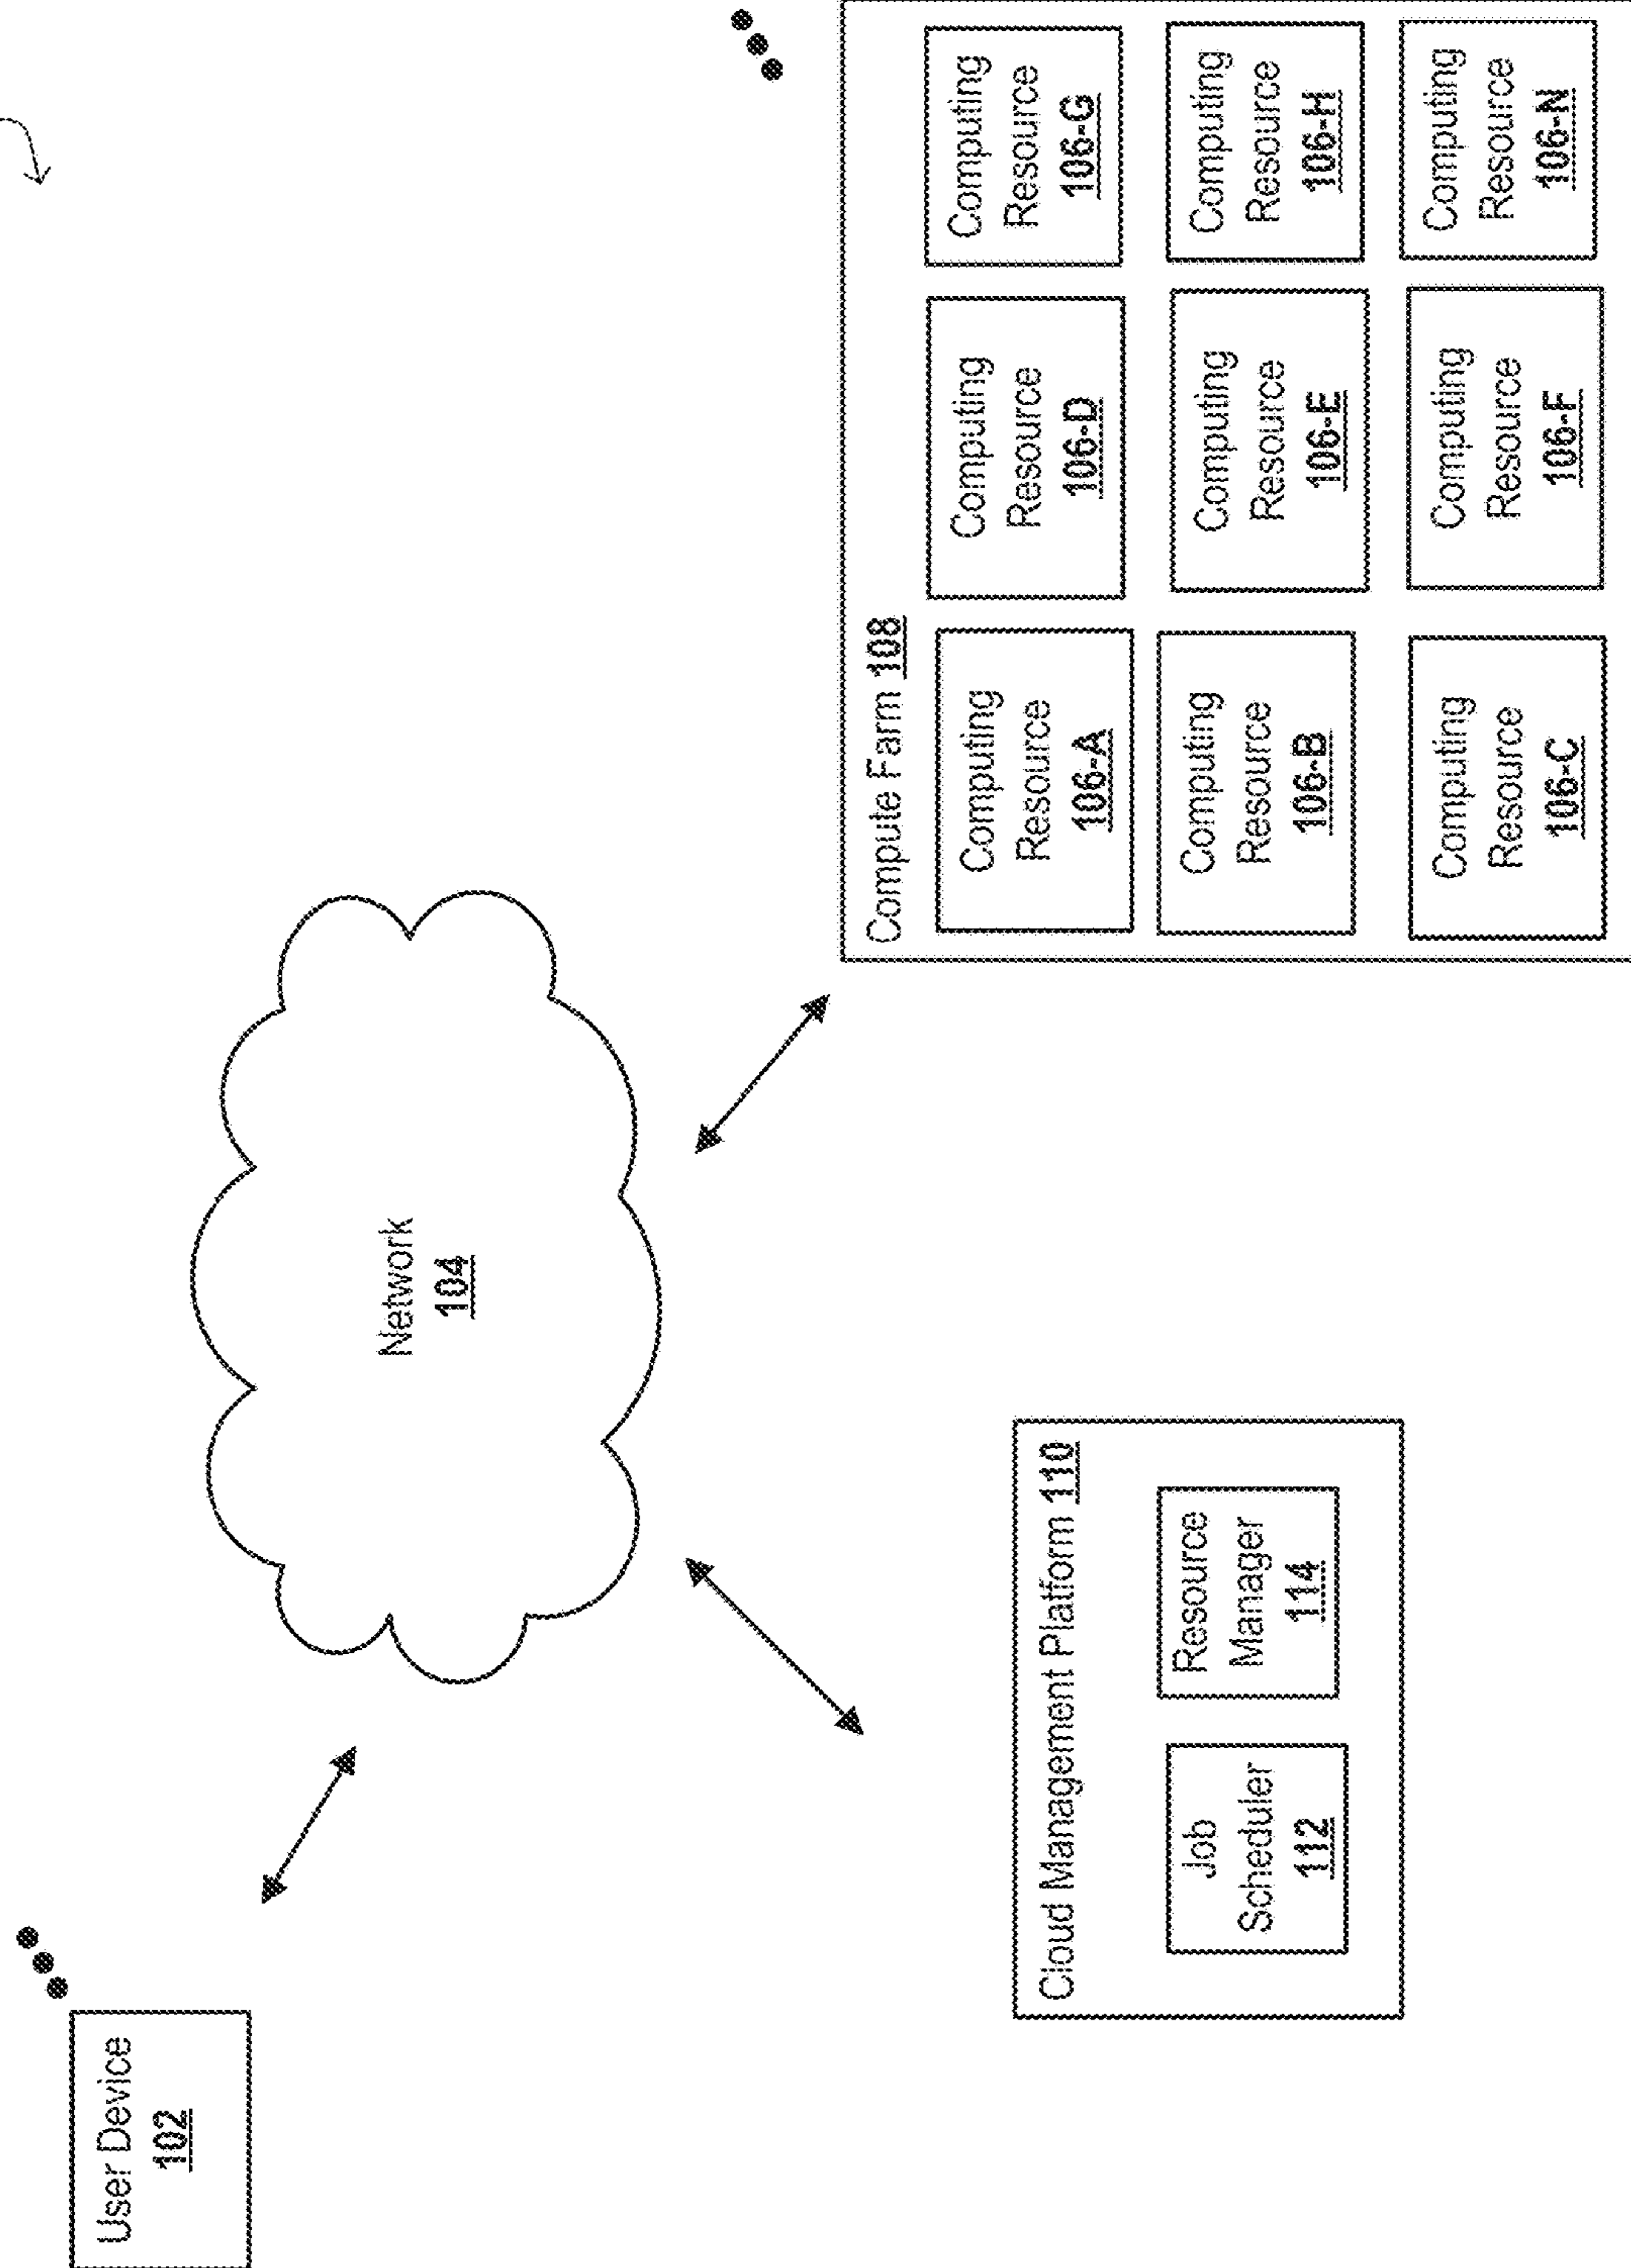 User Device
102
Network
104
Cloud Management Platform 110
Job
Scheduler
112
Resource
Manager
114
Compute Farm 108
Computing
Resource
106-A
Computing
Resource
106-D
Computing
Resource
106-G
Computing
Resource
106-B
Computing
Resource
106-E
Computing
Resource
106-H
Computing
Resource
106-C
Computing
Resource
106-F
Computing
Resource
106-N